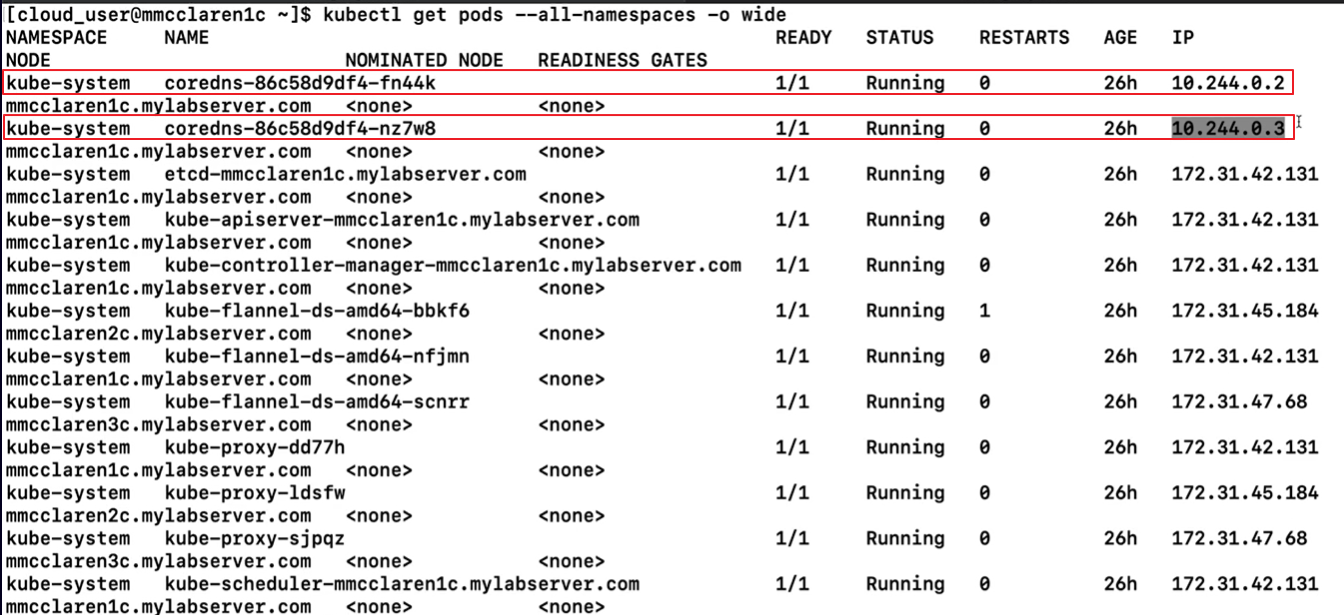 [cloud_user@mmcclaren1c ~]$ kubectl get pods --all-namespaces -o wide
NAMESPACE NAME READY STATUS RESTARTS AGE IP
NODE NOMINATED NODE READINESS GATES
kube-system coredns-86c58d9df4-fn44k 1/1 Running 0 26h 10.244.0.2
mmcclaren1c.mylabserver.com <none> <none>
kube-system coredns-86c58d9df4-nz7w8 1/1 Running 0 26h 10.244.0.3
mmcclaren1c.mylabserver.com <none> <none>
kube-system etcd-mmcclaren1c.mylabserver.com 1/1 Running 0 26h 172.31.42.131
mmcclaren1c.mylabserver.com <none> <none>
kube-system kube-apiserver-mmcclaren1c.mylabserver.com 1/1 Running 0 26h 172.31.42.131
mmcclaren1c.mylabserver.com <none> <none>
kube-system kube-controller-manager-mmcclaren1c.mylabserver.com 1/1 Running 0 26h 172.31.42.131
mmcclaren1c.mylabserver.com <none> <none>
kube-system kube-flannel-ds-amd64-bbkf6 1/1 Running 1 26h 172.31.45.184
mmcclaren2c.mylabserver.com <none> <none>
kube-system kube-flannel-ds-amd64-nfjmn 1/1 Running 0 26h 172.31.42.131
mmcclaren1c.mylabserver.com <none> <none>
kube-system kube-flannel-ds-amd64-scnrr 1/1 Running 0 26h 172.31.47.68
mmcclaren3c.mylabserver.com <none> <none>
kube-system kube-proxy-dd77h 1/1 Running 0 26h 172.31.42.131
mmcclaren1c.mylabserver.com <none> <none>
kube-system kube-proxy-ldsfw 1/1 Running 0 26h 172.31.45.184
mmcclaren2c.mylabserver.com <none> <none>
kube-system kube-proxy-sjpqz 1/1 Running 0 26h 172.31.47.68
mmcclaren3c.mylabserver.com <none> <none>
kube-system kube-scheduler-mmcclaren1c.mylabserver.com 1/1 Running 0 26h 172.31.42.131
mmcclaren1c.mylabserver.com <none> <none>